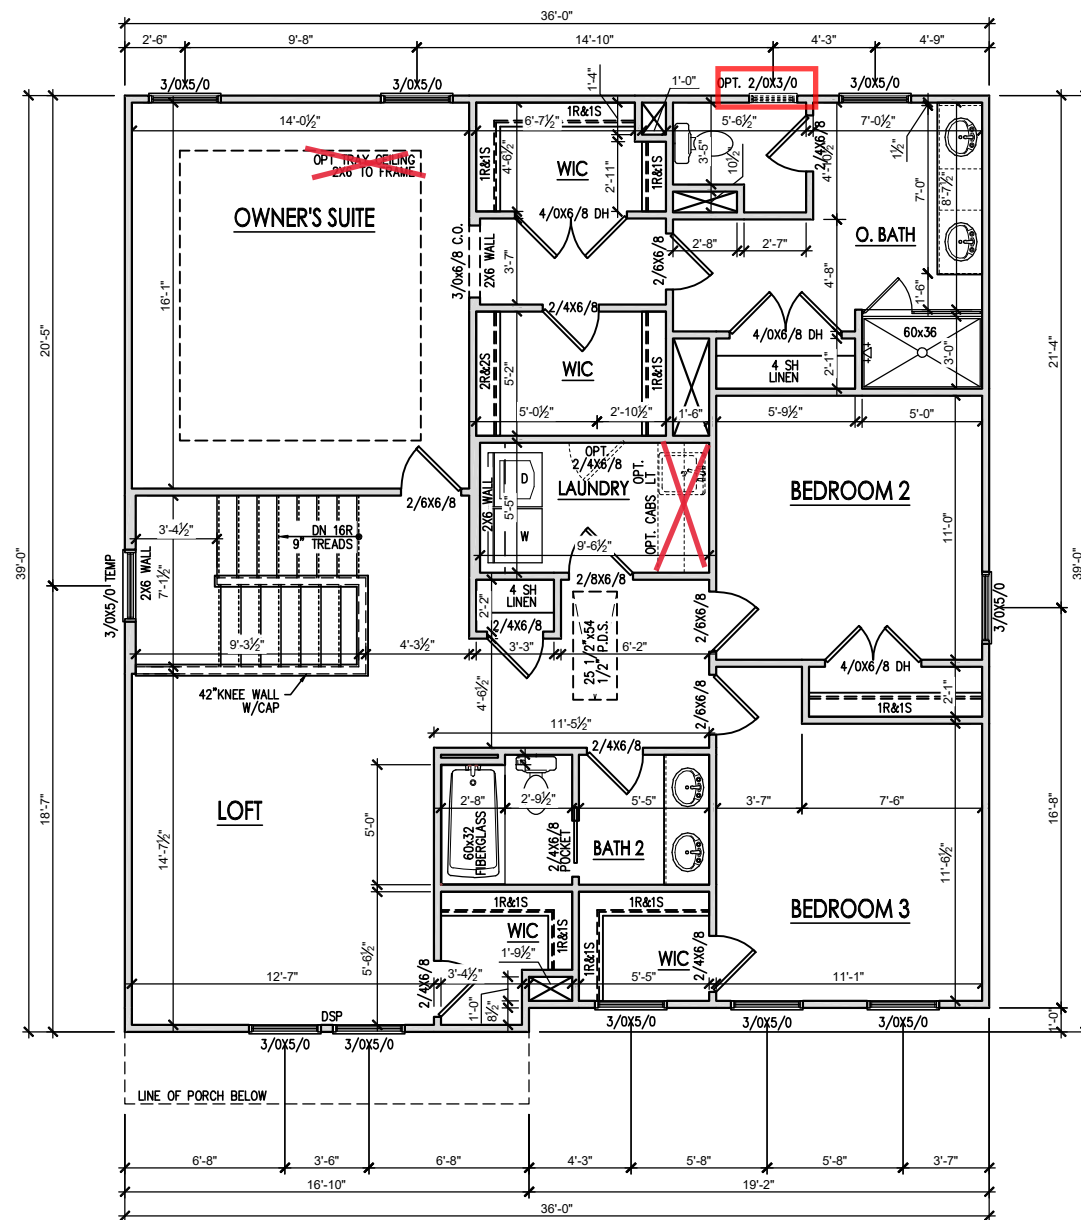 36'-0"
2'-6"
9'-8"
14'-10"
4'-3"
4'-9"
3/0X5/0
3/0X5/0
1'-4"
1'-0"
OPT. 2/0X3/0
3/0X5/0
14'-0½"
6'-7½"
1R&1S
5'-6½"
7'-0½"
OPT TRAY CEILING
2X6 TO FRAME
1R&1S
4'-6½"
WIC
2'-11"
1R&1S
3'-5"
10½"
2/4X6/8
4'-10½"
1½"
7'-0"
8'-7½"
OWNER'S SUITE
4/0X6/8 DH
O. BATH
3/0x6/8 C.O.
2X6 WALL
3'-7"
2/6X6/8
2'-8"
2'-7"
4'-8"
1'-6"
16'-1"
2/4X6/8
4/0X6/8 DH
60x36
3'-0"
20'-5"
21'-4"
2R&2S
5'-2"
WIC
1R&1S
4 SH
LINEN
2'-1"
5'-0½"
2'-10½"
1'-6"
5'-9½"
5'-0"
OPT.
2/4X6/8
2X6 WALL
5'-5"
D
W
LAUNDRY
OPT.
OPT. CABS
LT
9'-6½"
BEDROOM 2
11'-0"
2/6X6/8
3'-4½"
DN 16R
9" TREADS
39'-0"
39'-0"
3/0X5/0 TEMP
2X6 WALL
7'-1½"
2/8X6/8
4 SH
LINEN
2'-2"
2/4X6/8
25 1/2"x54
1/2" P.D.S.
2/6X6/8
3/0X5/0
9'-3½"
4'-3½"
3'-3"
6'-2"
4/0X6/8 DH
42"KNEE WALL
W/CAP
4'-6½"
2/6X6/8
2'-1"
1R&1S
11'-5½"
2/4X6/8
LOFT
2'-8"
2'-9½"
5'-5"
3'-7"
7'-6"
18'-7"
16'-8"
14'-7½"
5'-0"
60x32
FIBERGLASS
2/4X6/8
POCKET
BATH 2
11'-6½"
1R&1S
1R&1S
BEDROOM 3
WIC
1R&1S
1'-9½"
1R&1S
WIC
2/4X6/8
5'-6½"
12'-7"
2/4X6/8
3'-4½"
5'-5"
11'-1"
1'-0"
8½"
DSP
3/0X5/0
3/0X5/0
3/0X5/0
3/0X5/0
3/0X5/0
1'-0"
LINE OF PORCH BELOW
6'-8"
3'-6"
6'-8"
4'-3"
5'-8"
5'-8"
3'-7"
16'-10"
19'-2"
36'-0"